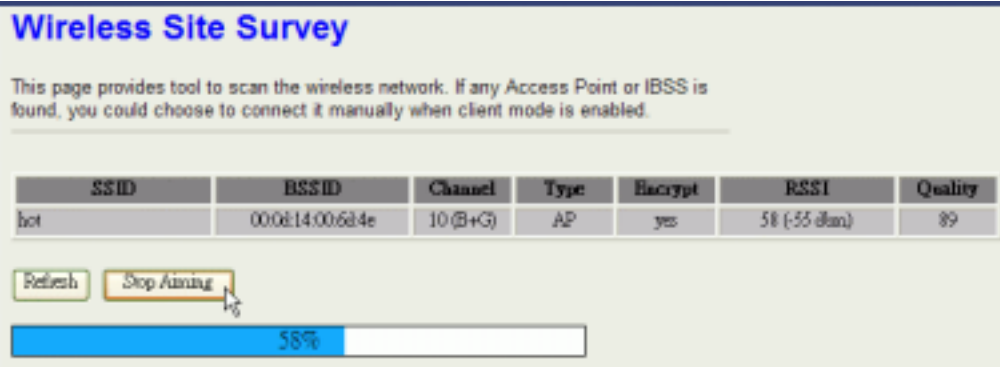 Wireless Site Survey
This page provides tool to scan the wireless network. If any Access Point or IBSS is
found, you could choose to connect it manually when client mode is enabled.
SSID BSSID Channel Type Encrypt RSSI Quality
hot 00:0d:14:00:6d:4e 10 (B+G) AP yes 58 (-55 dbm) 89
Refresh Stop Aiming
58%